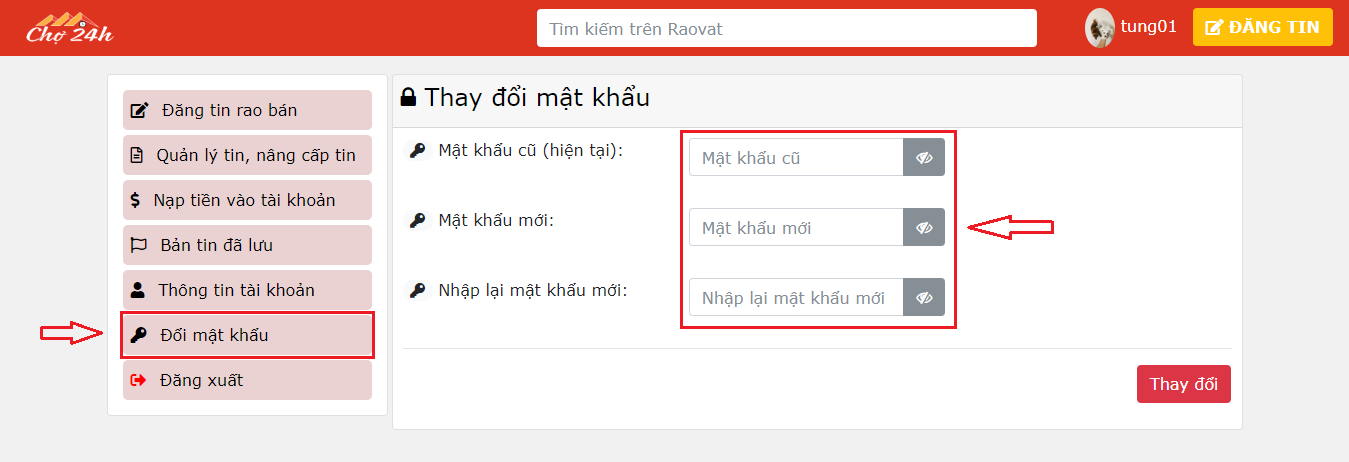 Chợ 24h
Tìm kiếm trên Raovat
tung01
ĐĂNG TIN
Đăng tin rao bán
Quản lý tin, nâng cấp tin
Nạp tiền vào tài khoản
Bản tin đã lưu
Thông tin tài khoản
Đổi mật khẩu
Đăng xuất
Thay đổi mật khẩu
Mật khẩu cũ (hiện tại):
Mật khẩu cũ
Mật khẩu mới:
Mật khẩu mới
Nhập lại mật khẩu mới:
Nhập lại mật khẩu mới
Thay đổi